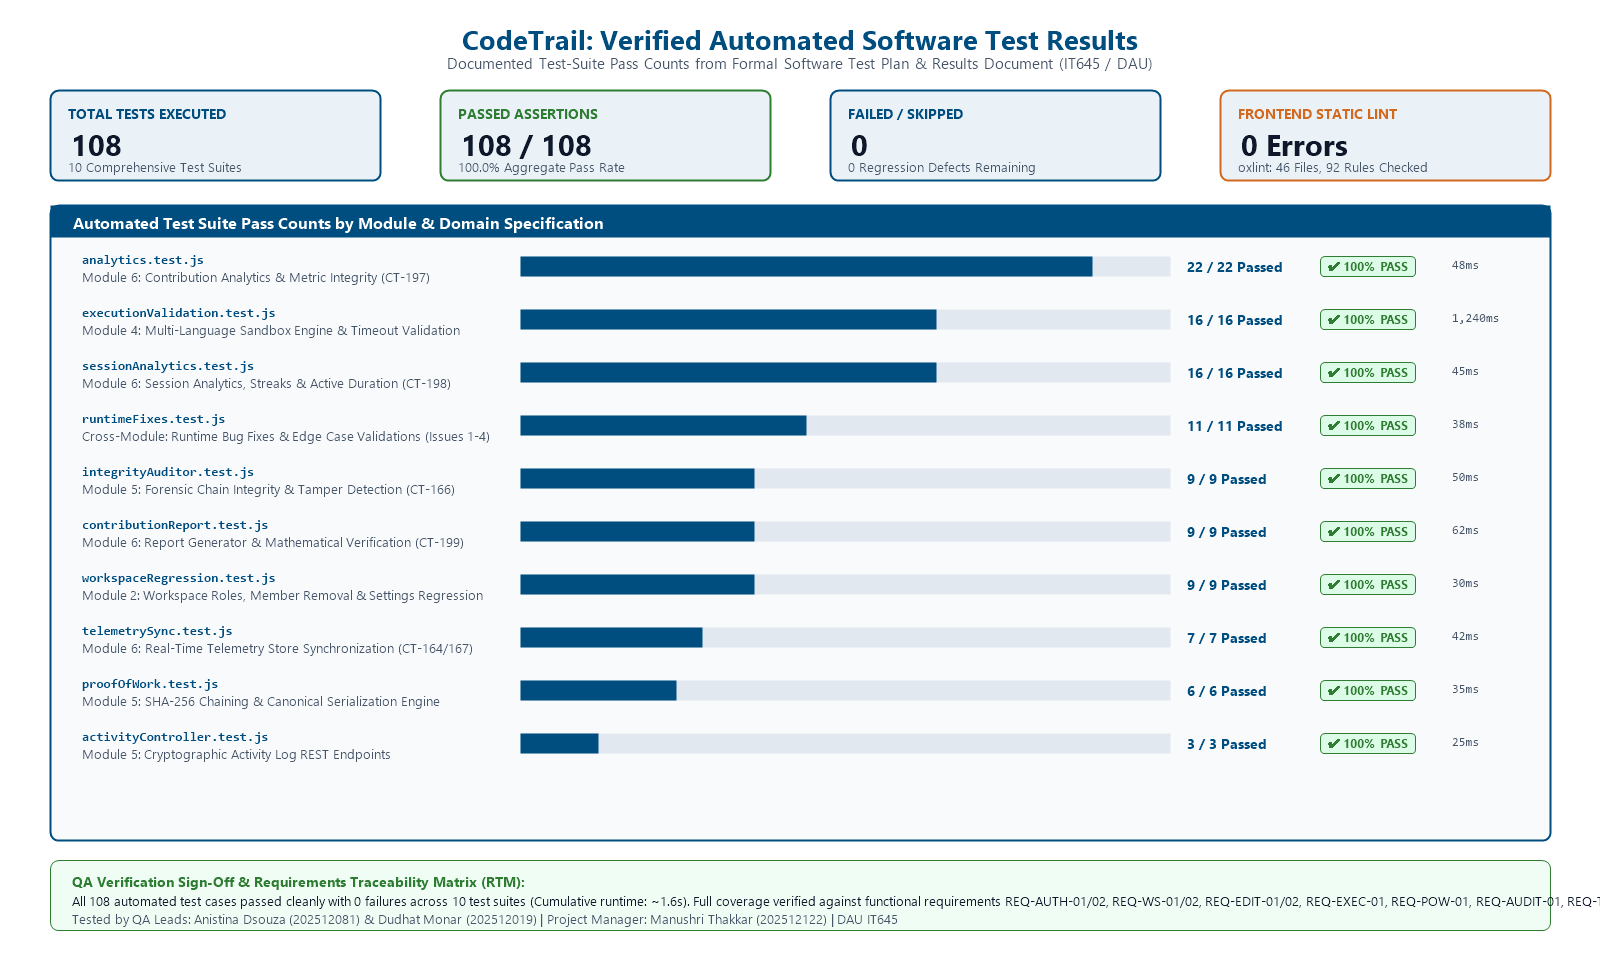 CodeTrail: Verified Automated Software Test Results
Documented Test-Suite Pass Counts from Formal Software Test Plan & Results Document (IT645 / DAU)
TOTAL TESTS EXECUTED
108
10 Comprehensive Test Suites
PASSED ASSERTIONS
108 / 108
100.0% Aggregate Pass Rate
FAILED / SKIPPED
0
0 Regression Defects Remaining
FRONTEND STATIC LINT
0 Errors
oxlint: 46 Files, 92 Rules Checked
Automated Test Suite Pass Counts by Module & Domain Specification
analytics.test.js
Module 6: Contribution Analytics & Metric Integrity (CT-197)
22 / 22 Passed
✔ 100% PASS
48ms
executionValidation.test.js
Module 4: Multi-Language Sandbox Engine & Timeout Validation
16 / 16 Passed
✔ 100% PASS
1,240ms
sessionAnalytics.test.js
Module 6: Session Analytics, Streaks & Active Duration (CT-198)
16 / 16 Passed
✔ 100% PASS
45ms
runtimeFixes.test.js
Cross-Module: Runtime Bug Fixes & Edge Case Validations (Issues 1-4)
11 / 11 Passed
✔ 100% PASS
38ms
integrityAuditor.test.js
Module 5: Forensic Chain Integrity & Tamper Detection (CT-166)
9 / 9 Passed
✔ 100% PASS
50ms
contributionReport.test.js
Module 6: Report Generator & Mathematical Verification (CT-199)
9 / 9 Passed
✔ 100% PASS
62ms
workspaceRegression.test.js
Module 2: Workspace Roles, Member Removal & Settings Regression
9 / 9 Passed
✔ 100% PASS
30ms
telemetrySync.test.js
Module 6: Real-Time Telemetry Store Synchronization (CT-164/167)
7 / 7 Passed
✔ 100% PASS
42ms
proofOfWork.test.js
Module 5: SHA-256 Chaining & Canonical Serialization Engine
6 / 6 Passed
✔ 100% PASS
35ms
activityController.test.js
Module 5: Cryptographic Activity Log REST Endpoints
3 / 3 Passed
✔ 100% PASS
25ms
QA Verification Sign-Off & Requirements Traceability Matrix (RTM):
All 108 automated test cases passed cleanly with 0 failures across 10 test suites (Cumulative runtime: ~1.6s). Full coverage verified against functional requirements REQ-AUTH-01/02, REQ-WS-01/02, REQ-EDIT-01/02, REQ-EXEC-01, REQ-POW-01, REQ-AUDIT-01,
Tested by QA Leads: Anistina Dsouza (202512081) & Dudhat Monar (202512019) | Project Manager: Manushri Thakkar (202512122) | DAU IT645